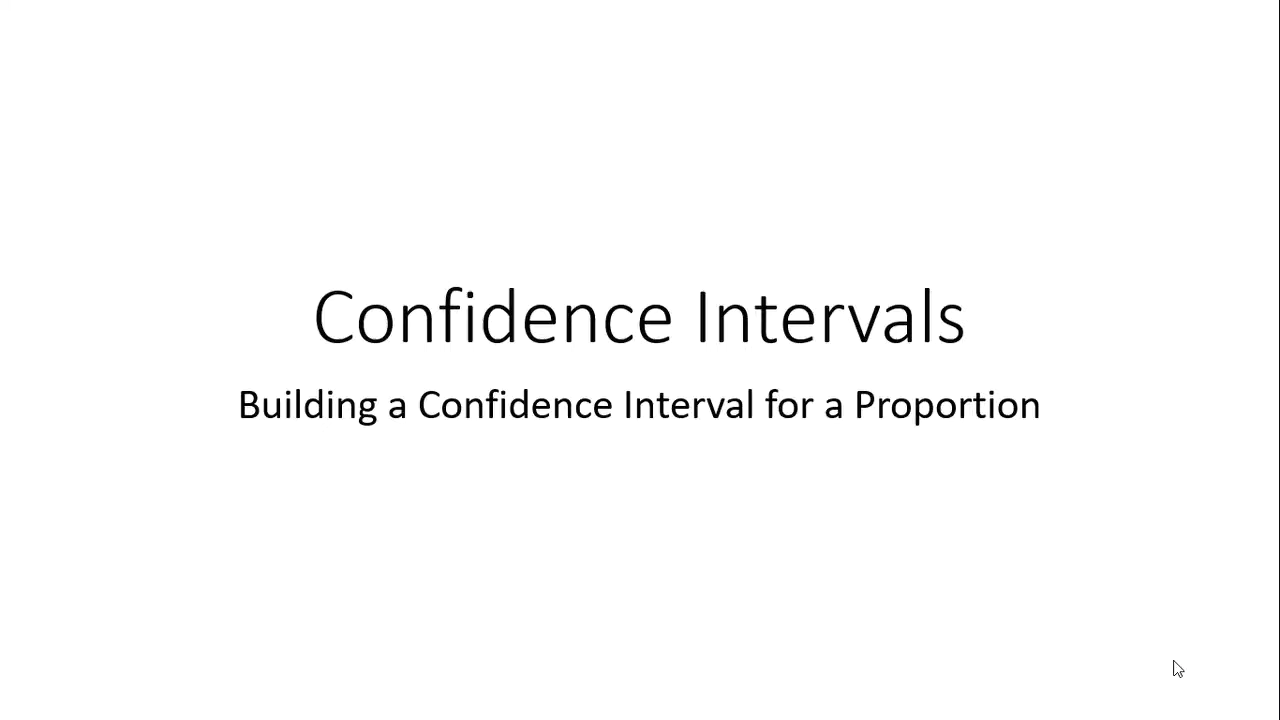 Confidence Intervals
Building a Confidence Interval for a Proportion